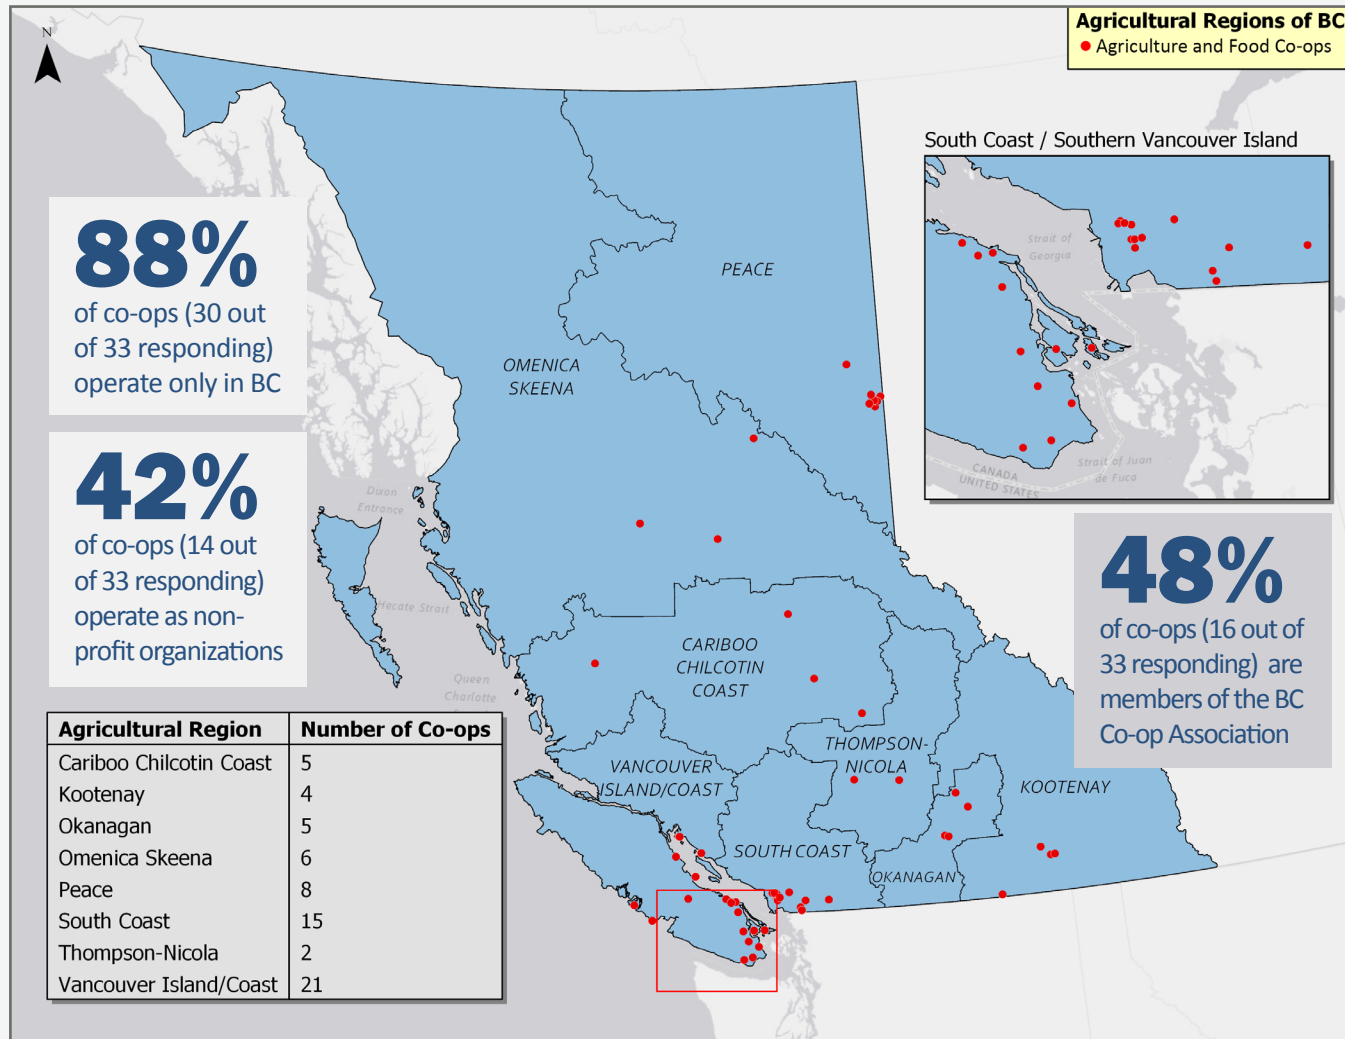 N
Agricultural Regions of BC
Agriculture and Food Co-ops
South Coast / Southern Vancouver Island
Strait of
Georgia
CANADA
UNITED STATES
Strait of Juan
de Fuca
88%
of co-ops (30 out
of 33 responding)
operate only in BC
42%
of co-ops (14 out
of 33 responding)
operate as non-
profit organizations
48%
of co-ops (16 out of
33 responding) are
members of the BC
Co-op Association
PEACE
OMENICA
SKEENA
Dixon
Entrance
Hecate Strait
Queen
Charlotte
CARIBOO
CHILCOTIN
COAST
THOMPSON-
NICOLA
VANCOUVER
ISLAND/COAST
KOOTENAY
SOUTH COAST
OKANAGAN
Agricultural Region Number of Co-ops
Cariboo Chilcotin Coast 5
Kootenay 4
Okanagan 5
Omenica Skeena 6
Peace 8
South Coast 15
Thompson-Nicola 2
Vancouver Island/Coast 21